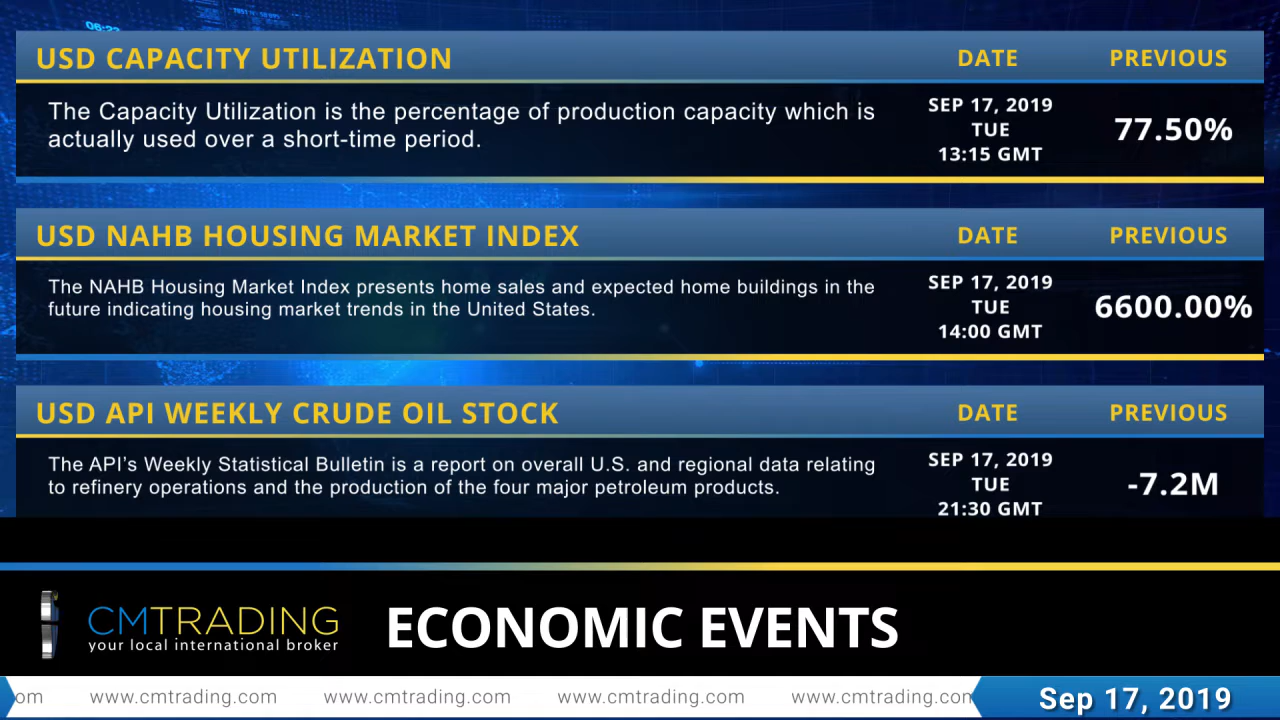 06:22
USD CAPACITY UTILIZATION DATE PREVIOUS
The Capacity Utilization is the percentage of production capacity which is
actually used over a short-time period.
SEP 17, 2019
TUE
13:15 GMT
77.50%
USD NAHB HOUSING MARKET INDEX DATE PREVIOUS
The NAHB Housing Market Index presents home sales and expected home buildings in the
future indicating housing market trends in the United States.
SEP 17, 2019
TUE
14:00 GMT
6600.00%
USD API WEEKLY CRUDE OIL STOCK DATE PREVIOUS
The API’s Weekly Statistical Bulletin is a report on overall U.S. and regional data relating
to refinery operations and the production of the four major petroleum products.
SEP 17, 2019
TUE
21:30 GMT
-7.2M
CMTRADING
your local international broker
ECONOMIC EVENTS
om www.cmtrading.com www.cmtrading.com www.cmtrading.com www.cmtrading.com
Sep 17, 2019